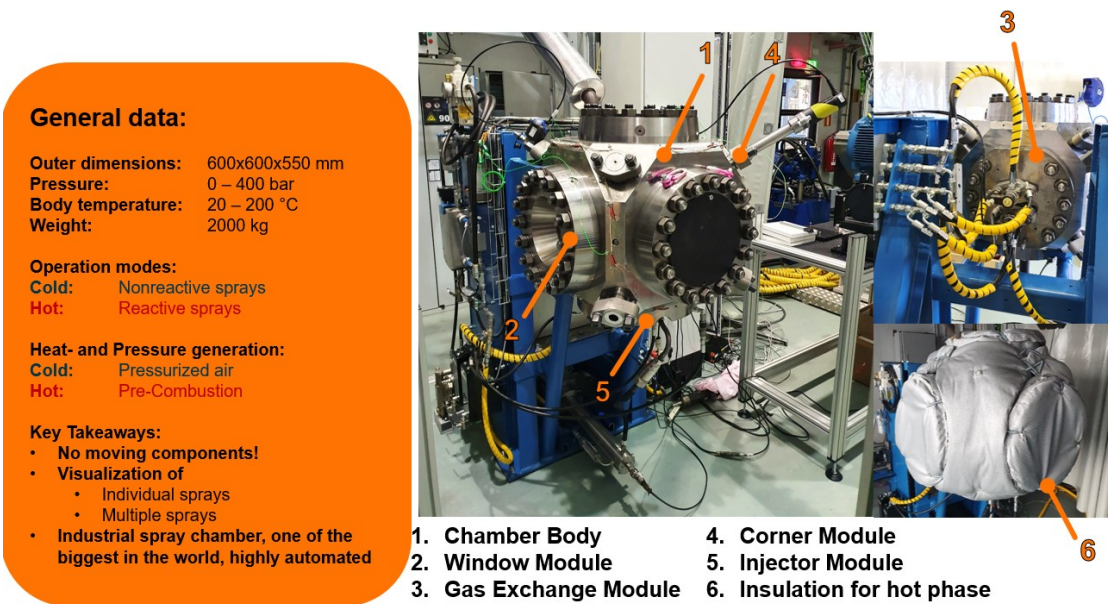 General data:
Outer dimensions: 600x600x550 mm
Pressure: 0 – 400 bar
Body temperature: 20 – 200 °C
Weight: 2000 kg
Operation modes:
Cold: Nonreactive sprays
Hot: Reactive sprays
Heat- and Pressure generation:
Cold: Pressurized air
Hot: Pre-Combustion
Key Takeaways:
• No moving components!
• Visualization of
• Individual sprays
• Multiple sprays
• Industrial spray chamber, one of the
biggest in the world, highly automated
90
1
4
2
5
3
6
1. Chamber Body
2. Window Module
3. Gas Exchange Module
4. Corner Module
5. Injector Module
6. Insulation for hot phase